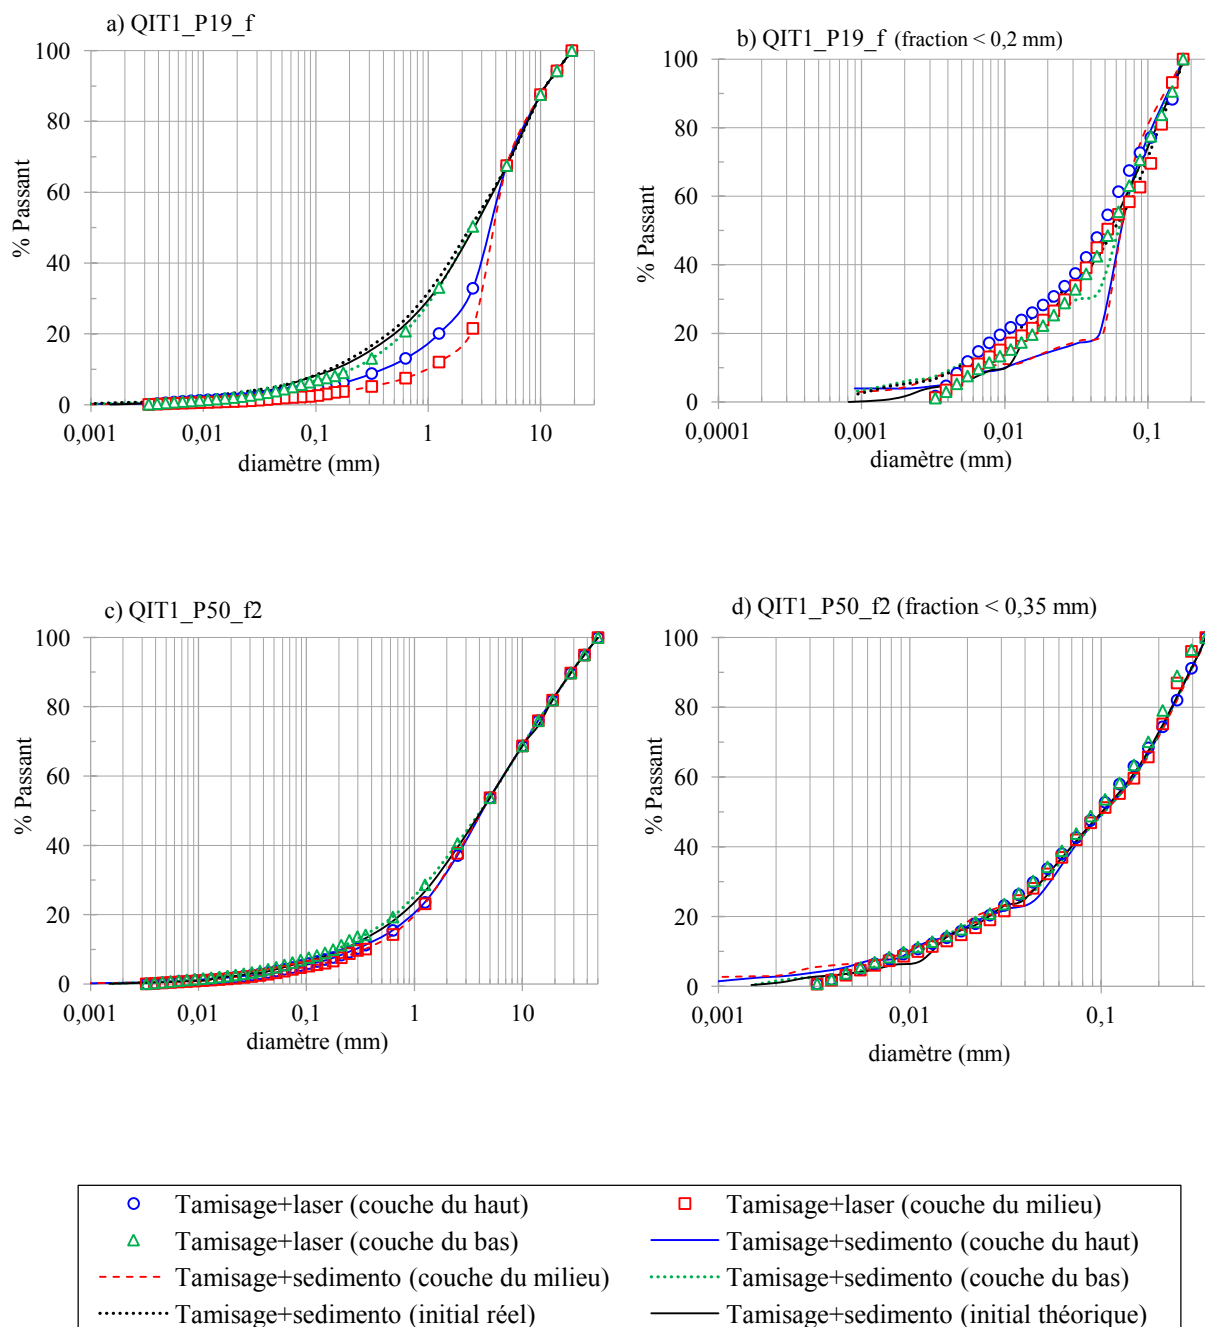 a) QIT1_P19_f
100
80
60
40
20
0
% Passant
0,001 0,01 0,1 1 10
diamètre (mm)
b) QIT1_P19_f (fraction < 0,2 mm)
100
80
60
40
20
0
% Passant
0,0001 0,001 0,01 0,1
diamètre (mm)
c) QIT1_P50_f2
100
80
60
40
20
0
% Passant
0,001 0,01 0,1 1 10
diamètre (mm)
d) QIT1_P50_f2 (fraction < 0,35 mm)
100
80
60
40
20
0
% Passant
0,001 0,01 0,1
diamètre (mm)
Tamisage+laser (couche du haut)
Tamisage+laser (couche du milieu)
Tamisage+laser (couche du bas)
Tamisage+sedimento (couche du haut)
Tamisage+sedimento (couche du milieu)
Tamisage+sedimento (couche du bas)
Tamisage+sedimento (initial réel)
Tamisage+sedimento (initial théorique)